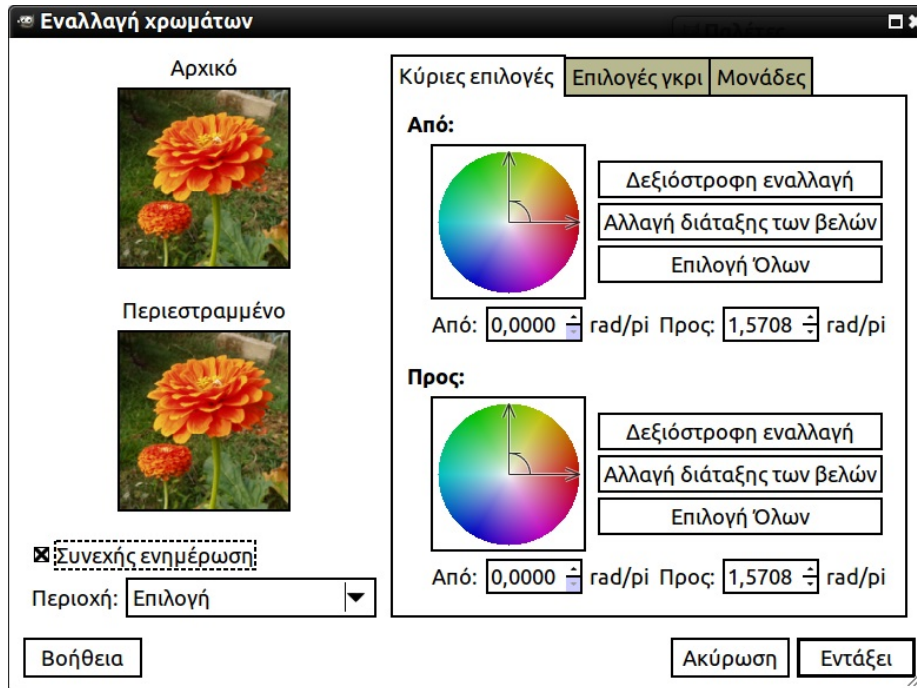 Εναλλαγή χρωμάτων
Αρχικό
Περιεστραμμένο
Συνεχής ενημέρωση
Περιοχή: Επιλογή
Κύριες επιλογές Επιλογές γκρι Μονάδες
Από:
Δεξιόστροφη εναλλαγή
Αλλαγή διάταξης των βελών
Επιλογή Όλων
Από: 0,0000 rad/pi Προς: 1,5708 rad/pi
Προς:
Δεξιόστροφη εναλλαγή
Αλλαγή διάταξης των βελών
Επιλογή Όλων
Από: 0,0000 rad/pi Προς: 1,5708 rad/pi
Βοήθεια Ακύρωση Εντάξει